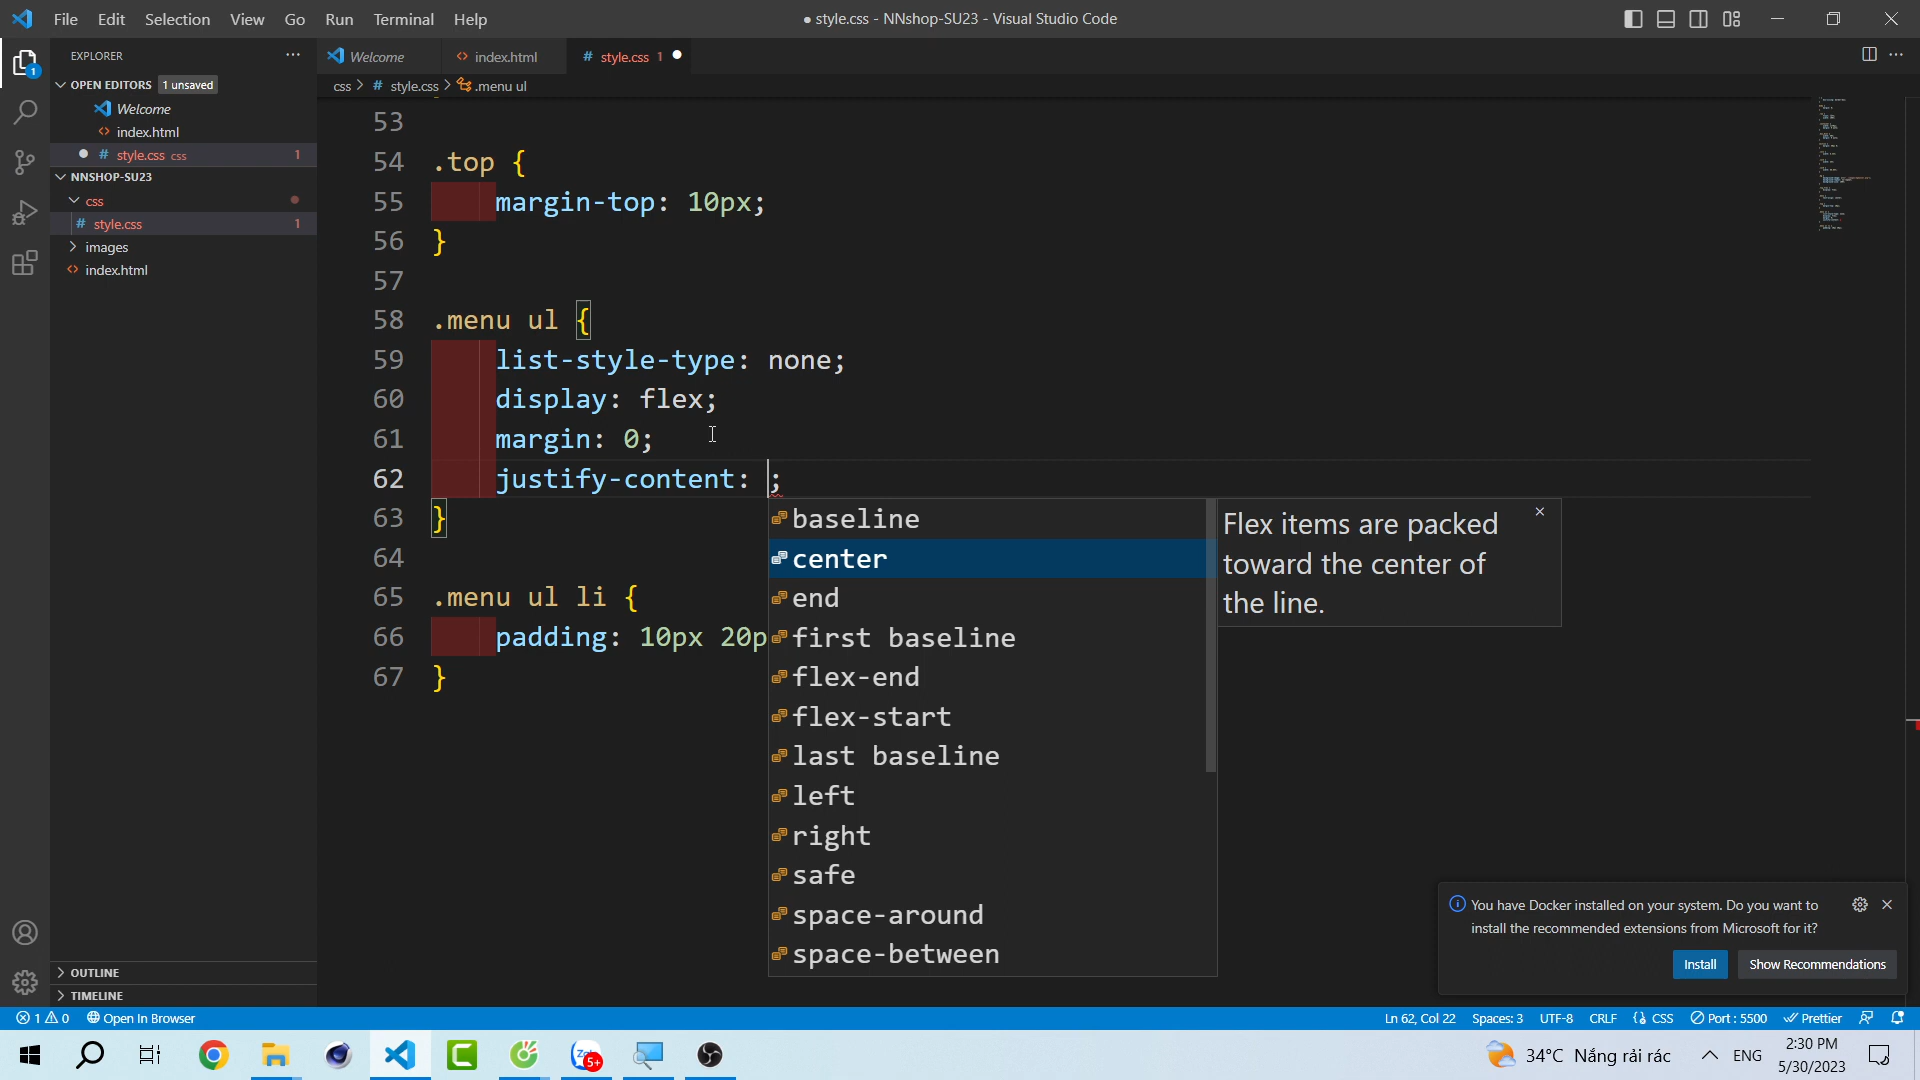 File Edit Selection View Go Run Terminal Help
● style.css - NNshop-SU23 - Visual Studio Code
EXPLORER
OPEN EDITORS 1 unsaved
Welcome
index.html
# style.css css 1
NNSHOP-SU23
css
# style.css 1
images
index.html
OUTLINE
TIMELINE
Welcome index.html # style.css 1
css > # style.css > .menu ul
53
54 .top {
55 margin-top: 10px;
56 }
57
58 .menu ul {
59 list-style-type: none;
60 display: flex;
61 margin: 0;
62 justify-content: ;
63 }
64
65 .menu ul li {
66 padding: 10px 20p
67 }
baseline
center
end
first baseline
flex-end
flex-start
last baseline
left
right
safe
space-around
space-between
Flex items are packed
toward the center of
the line.
You have Docker installed on your system. Do you want to
install the recommended extensions from Microsoft for it?
Install Show Recommendations
1 0 Open In Browser
Ln 62, Col 22 Spaces: 3 UTF-8 CRLF {} CSS Port : 5500 Prettier
5+
34°C Nắng rải rác ENG
2:30 PM
5/30/2023